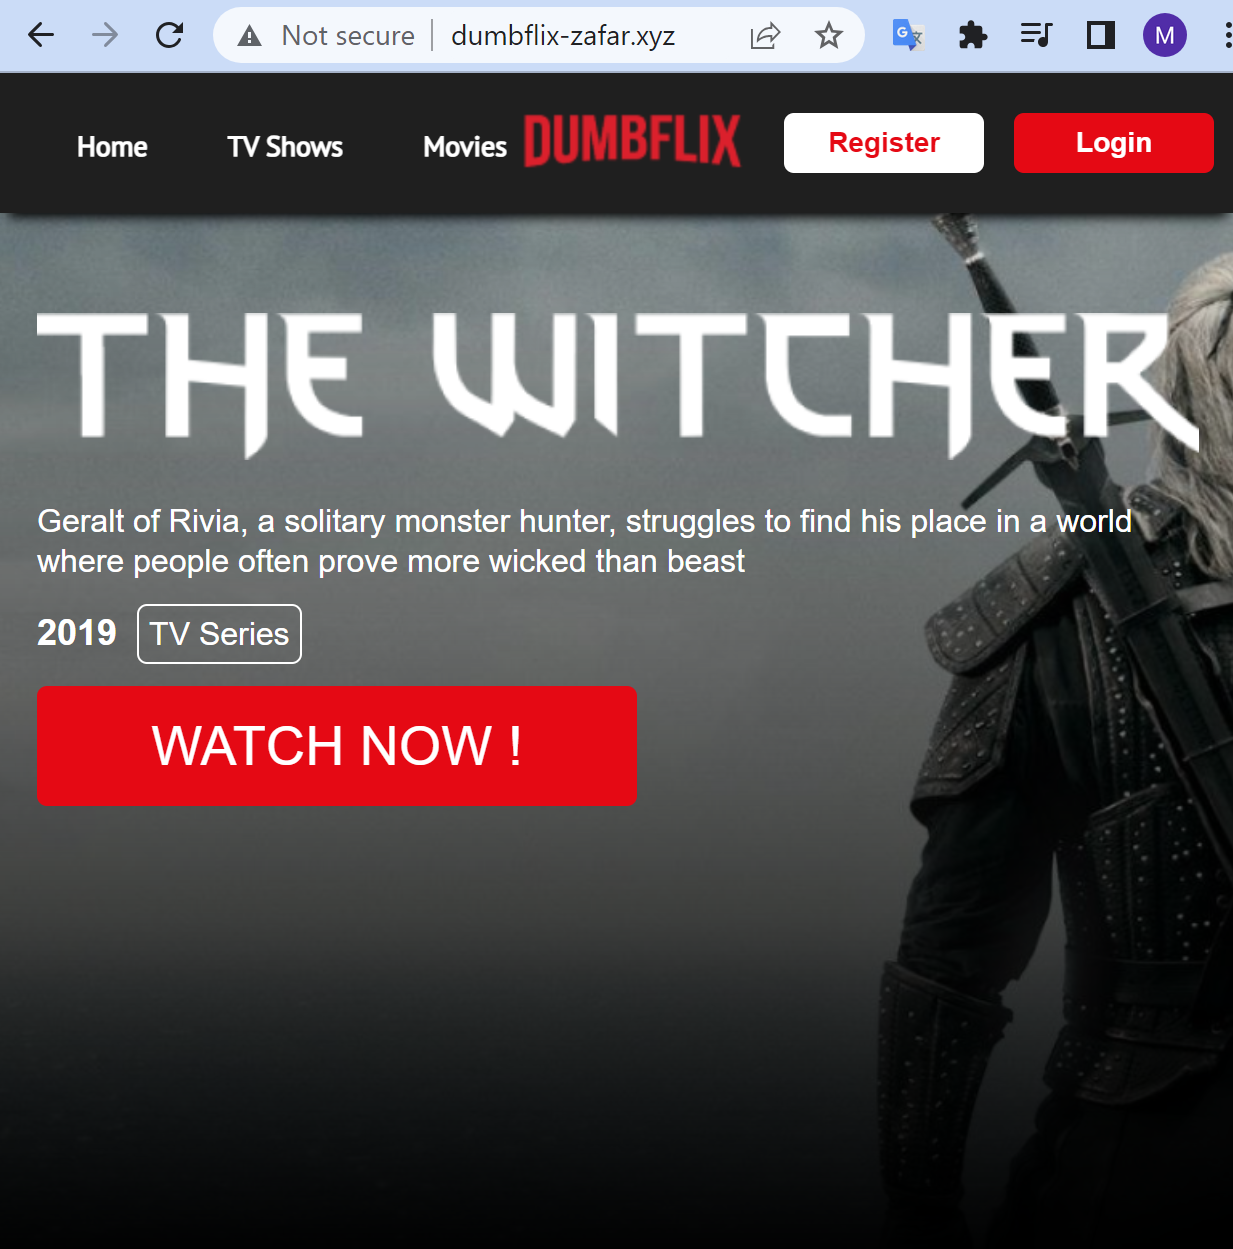 Not secure dumbflix-zafar.xyz M
Home TV Shows Movies DUMBFLIX Register Login
THE WITCHER
Geralt of Rivia, a solitary monster hunter, struggles to find his place in a world
where people often prove more wicked than beast
2019 TV Series
WATCH NOW !